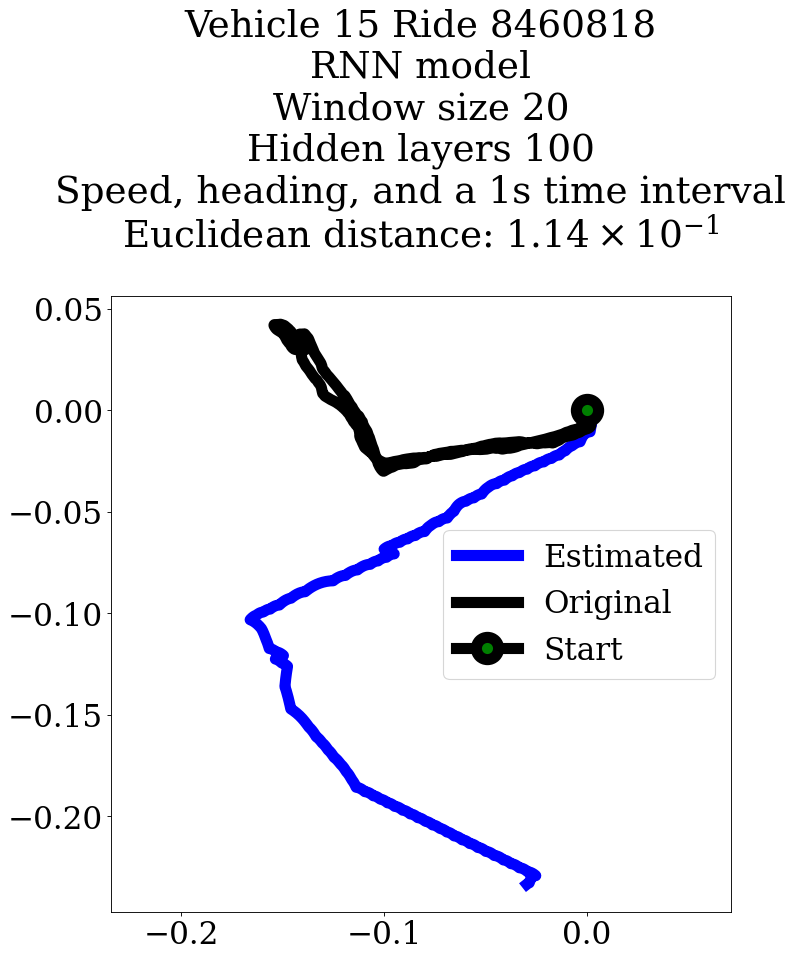 Vehicle 15 Ride 8460818
RNN model
Window size 20
Hidden layers 100
Speed, heading, and a 1s time interval
Euclidean distance: 1.14 × 10⁻¹
0.05
0.00
−0.05
−0.10
−0.15
−0.20
Estimated
Original
Start
−0.2
−0.1
0.0